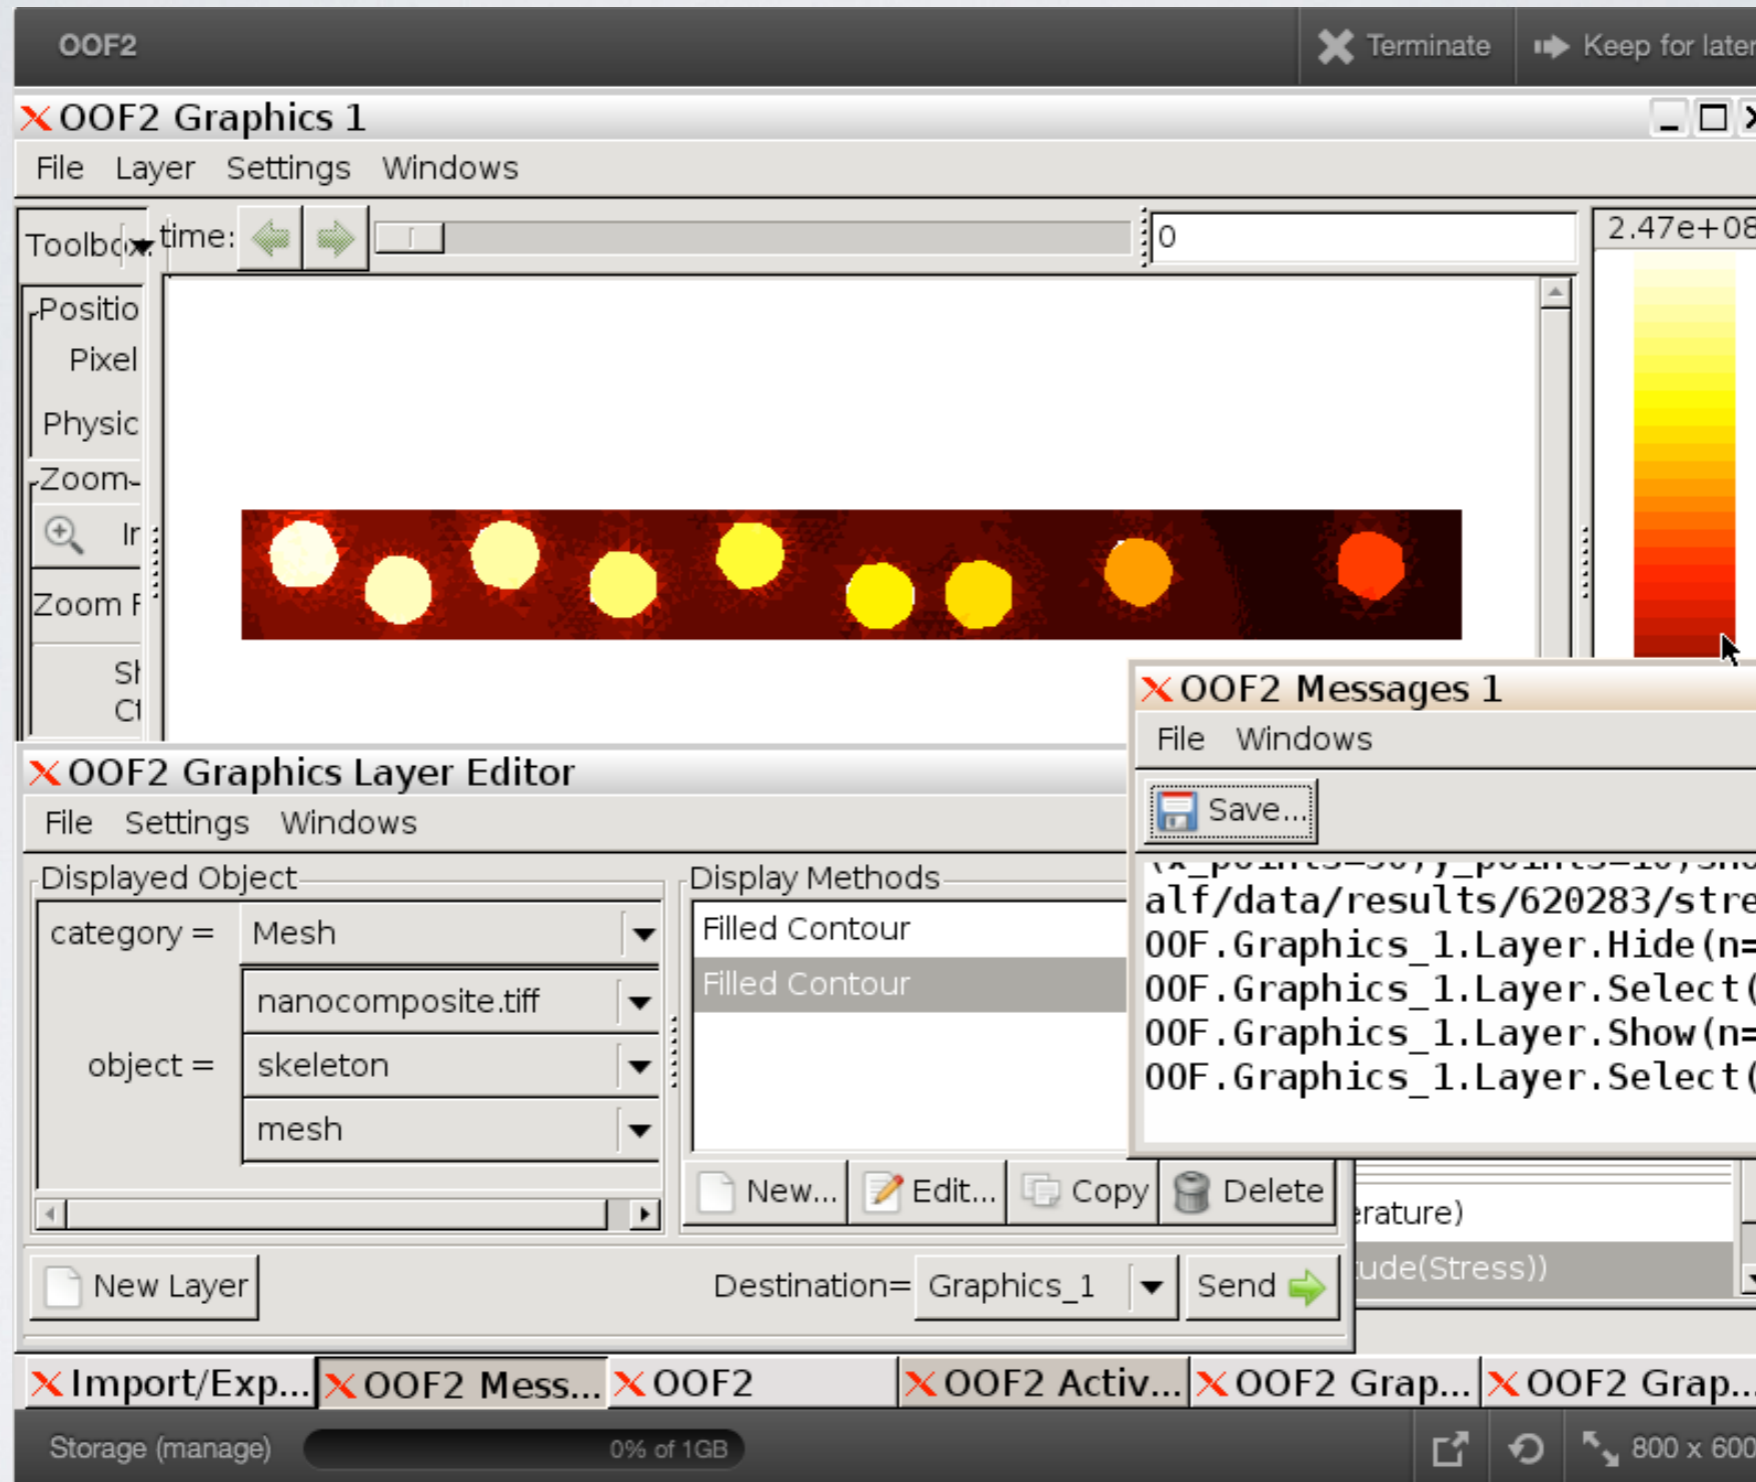 OOF2
Terminate
Keep for later
OOF2 Graphics 1
File Layer Settings Windows
time:
0
2.47e+08
Pixel
Zoom
Zoom
OOF2 Messages 1
File Windows
Save...
OOF2 Graphics Layer Editor
File Settings Windows
Displayed Object
category = Mesh
nanocomposite.tiff
object = skeleton
mesh
Display Methods
Filled Contour
Filled Contour
alf/data/results/620283/stre
OOF.Graphics_1.Layer.Hide(n=
OOF.Graphics_1.Layer.Select(
OOF.Graphics_1.Layer.Show(n=
OOF.Graphics_1.Layer.Select(
New... Edit... Copy Delete
erature)
tude(Stress))
New Layer
Destination= Graphics_1 Send
Import/Exp... OOF2 Mess... OOF2 OOF2 Activ... OOF2 Grap... OOF2 Grap...
Storage (manage) 0% of 1GB
800 x 600